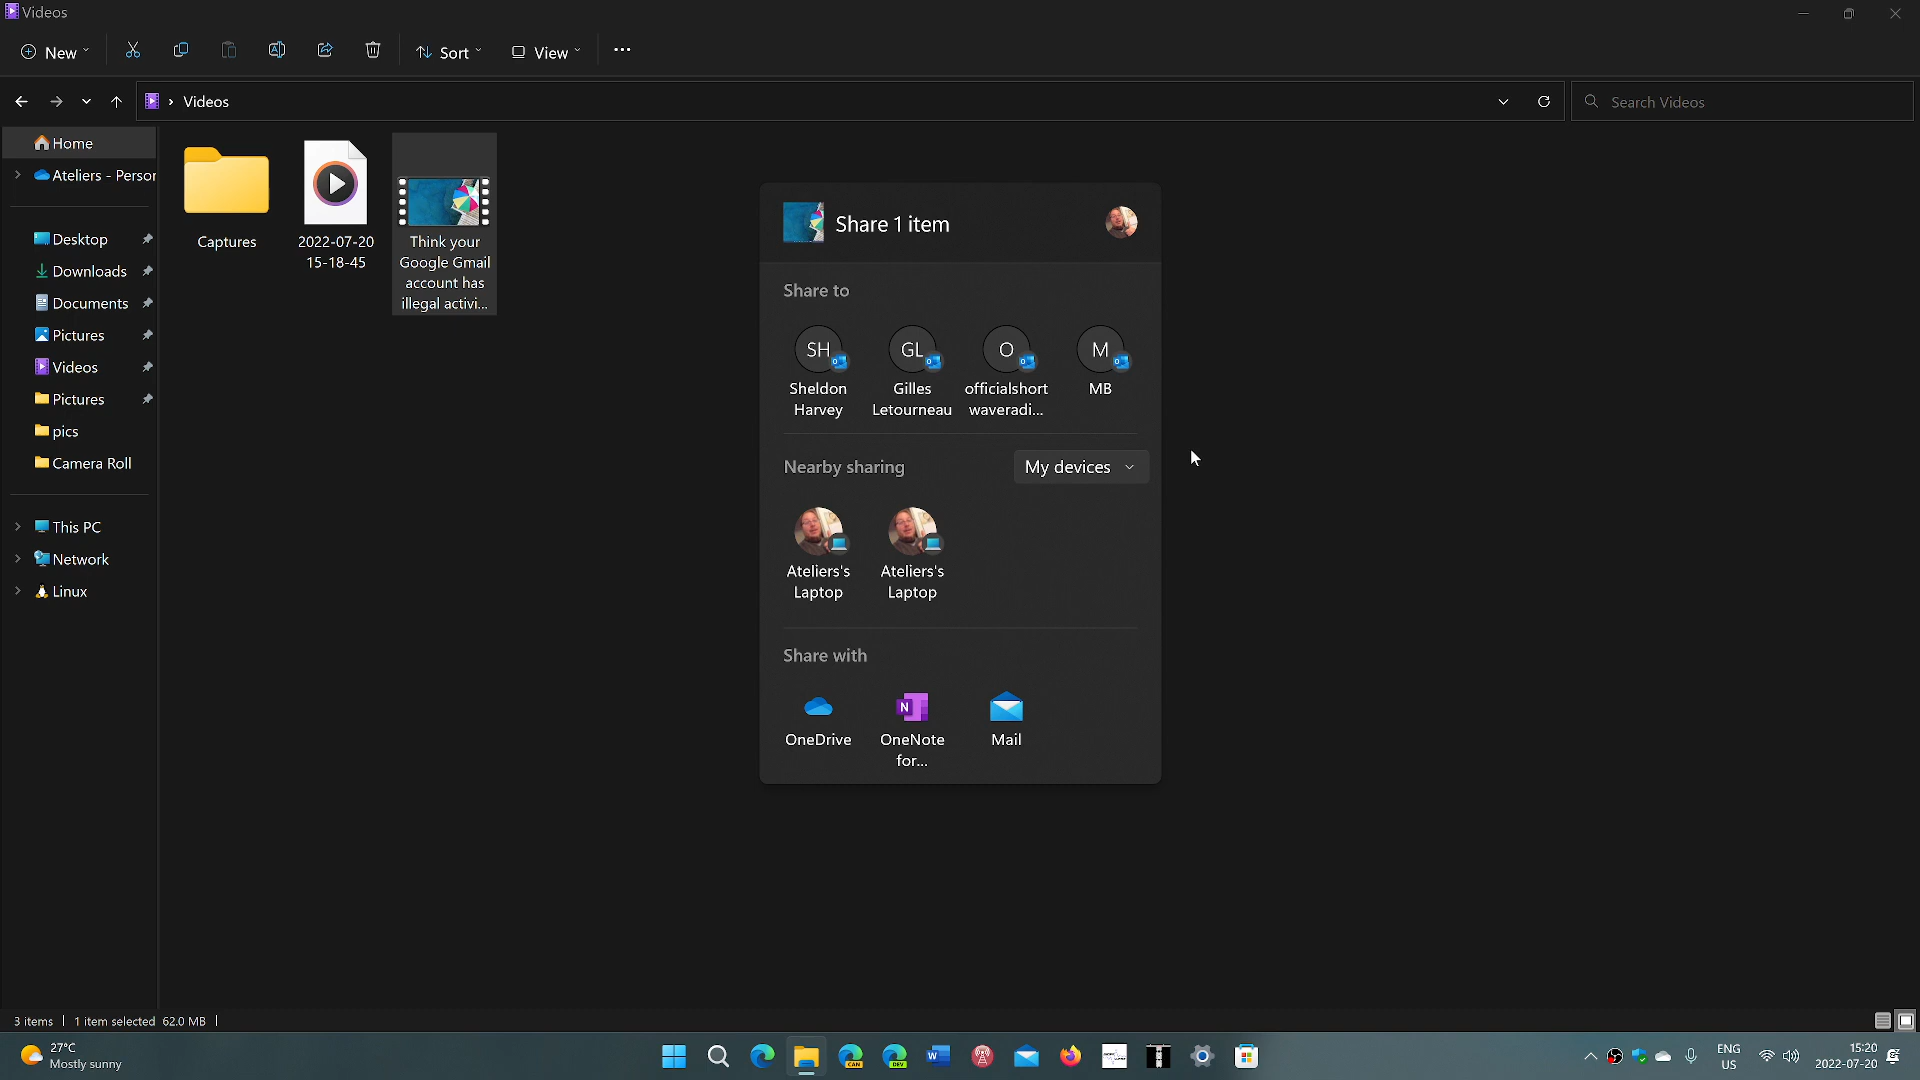 Videos
New
Sort
View
Videos
Search Videos
Home
Ateliers - Persor
Desktop
Downloads
Documents
Pictures
Videos
Pictures
pics
Camera Roll
This PC
Network
Linux
Captures
2022-07-20
15-18-45
Think your
Google Gmail
account has
illegal activi...
Share 1 item
Share to
SH
GL
O
M
Sheldon
Harvey
Gilles
Letourneau
officialshort
waveradi...
MB
Nearby sharing
My devices
Ateliers's
Laptop
Ateliers's
Laptop
Share with
N
OneDrive
OneNote
for...
Mail
3 items
1 item selected 62.0 MB
27°C
Mostly sunny
CAN
DEV
W
ENG
US
15:20
2022-07-20